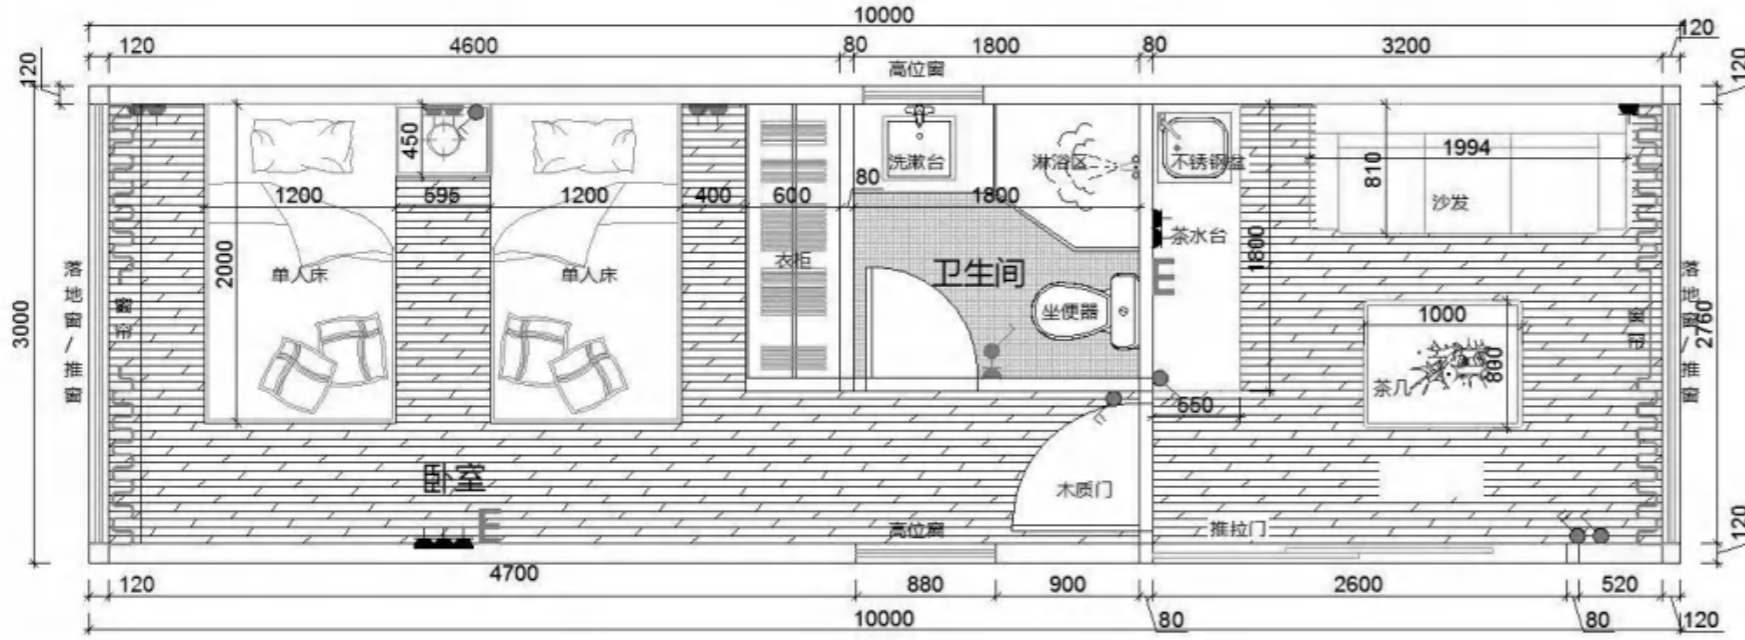 10000
120
4600
80
1800
80
3200
120
120
高位窗
120
450
洗漱台
淋浴区
不锈钢盆
1994
810
沙发
1200
595
1200
400
600
80
1800
茶水台
1800
2000
单人床
单人床
衣柜
卫生间
E
坐便器
落地窗/推窗
窗帘
3000
1000
800
茶几
窗帘
落地窗/推窗
2760
550
卧室
E
木质门
高位窗
推拉门
120
120
4700
880
900
80
2600
80
520
120
10000